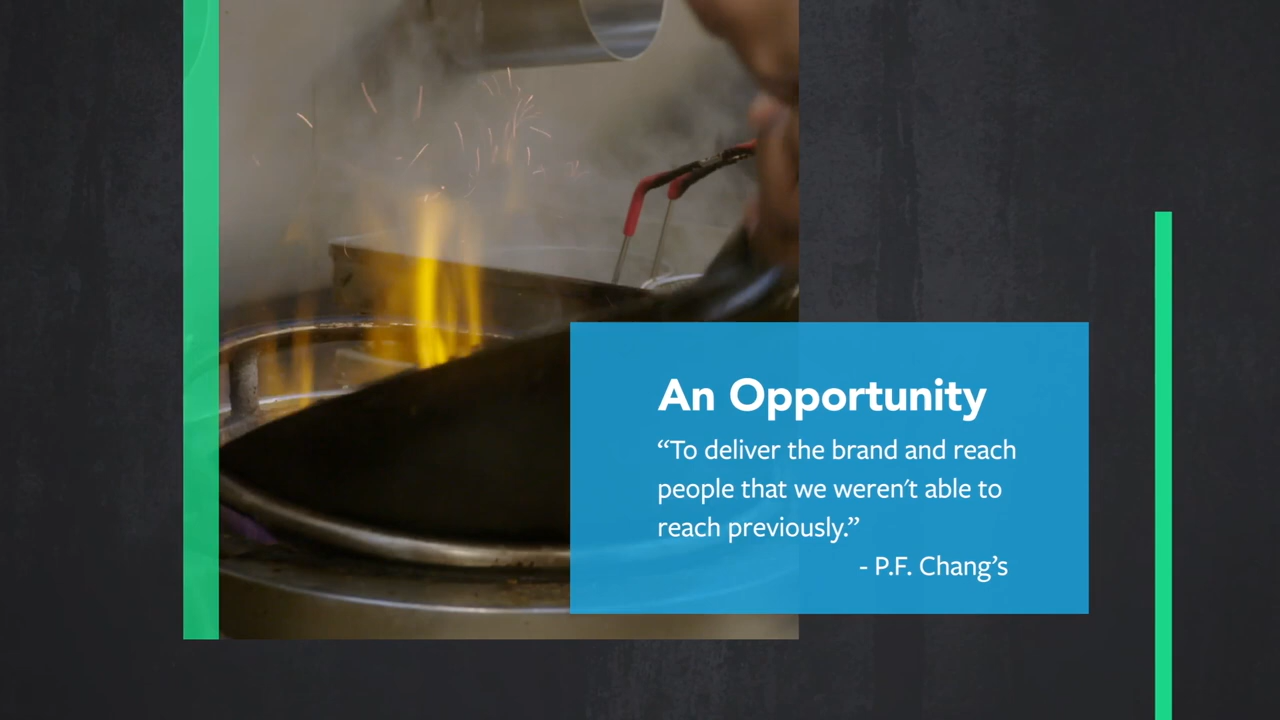 An Opportunity
“To deliver the brand and reach
people that we weren't able to
reach previously.”
- P.F. Chang’s